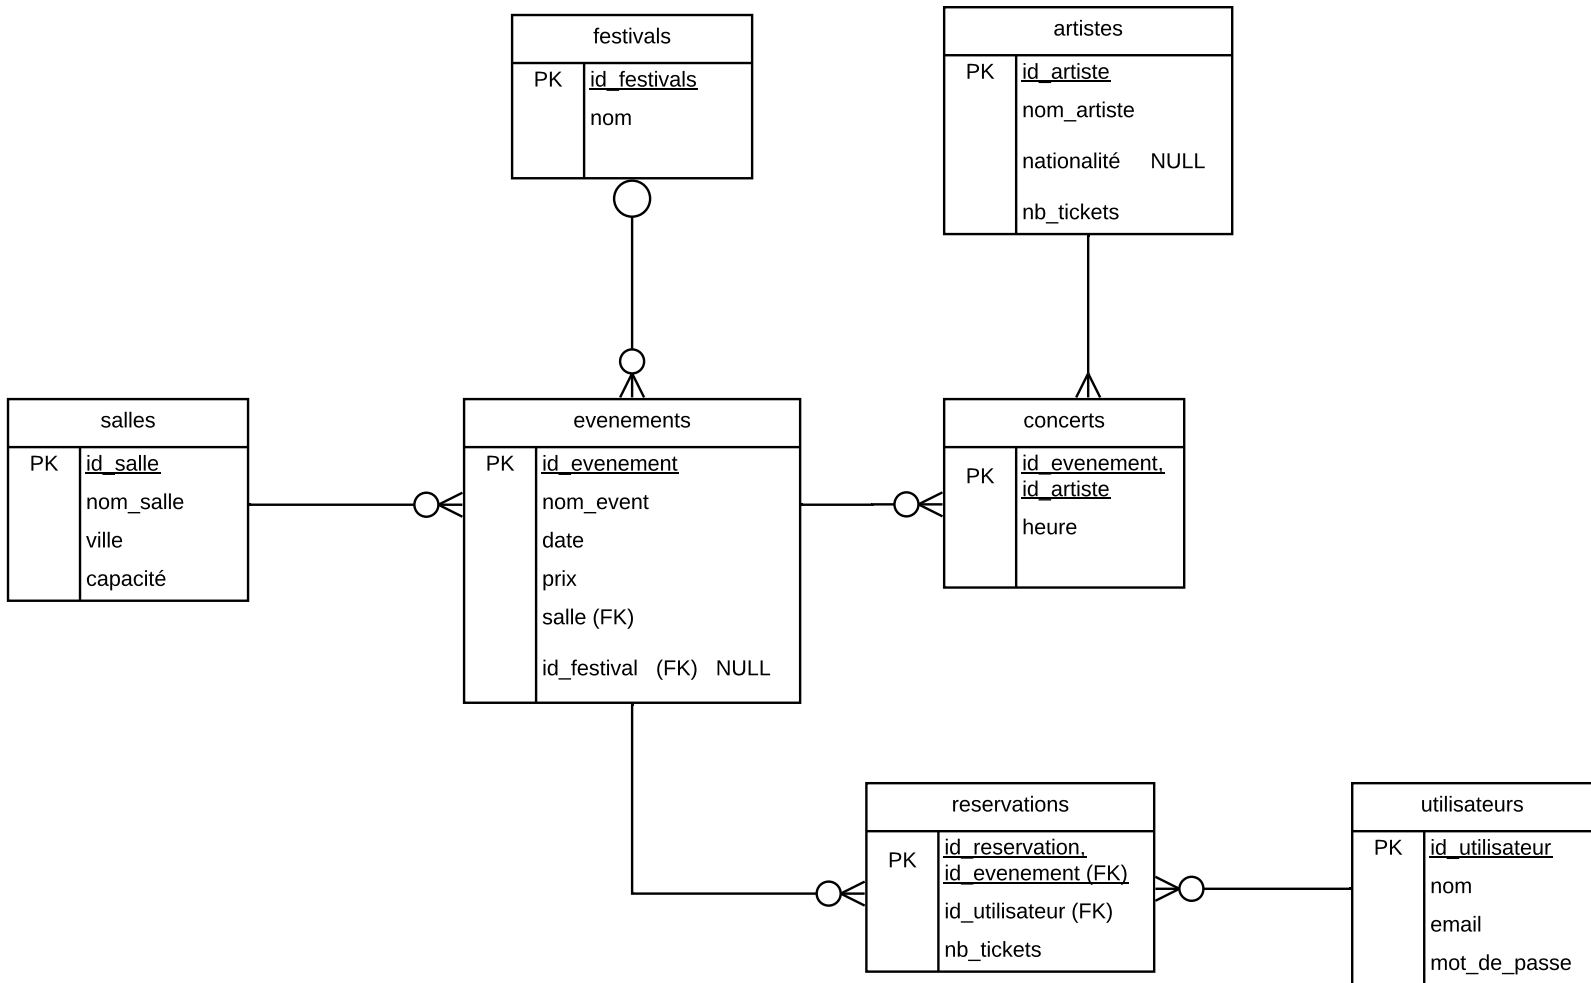 festivals
PK id_festivals
nom
artistes
PK id_artiste
nom_artiste
nationalité NULL
nb_tickets
salles
PK id_salle
nom_salle
ville
capacité
evenements
PK id_evenement
nom_event
date
prix
salle (FK)
id_festival (FK) NULL
concerts
PK id_evenement,
id_artiste
heure
reservations
PK id_reservation,
id_evenement (FK)
id_utilisateur (FK)
nb_tickets
utilisateurs
PK id_utilisateur
nom
email
mot_de_passe